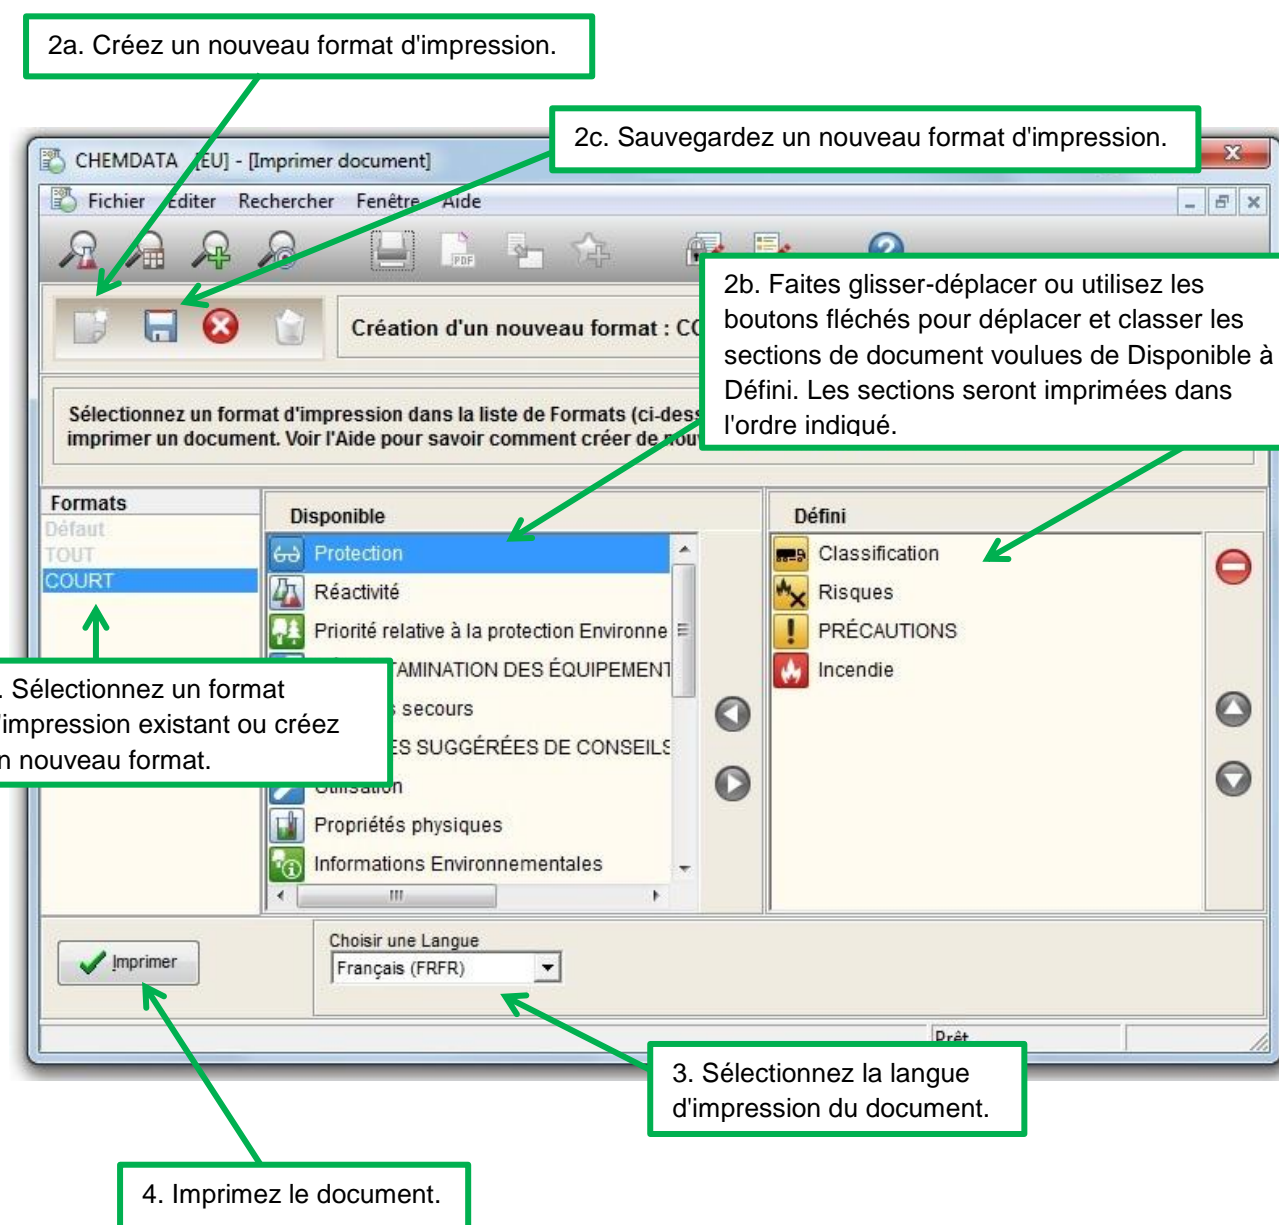 2a. Créez un nouveau format d'impression.
2c. Sauvegardez un nouveau format d'impression.
CHEMDATA [EU] - [Imprimer document]
Fichier Editer Rechercher Fenêtre Aide
PDF
2b. Faites glisser-déplacer ou utilisez les
boutons fléchés pour déplacer et classer les
sections de document voulues de Disponible à
Défini. Les sections seront imprimées dans
l'ordre indiqué.
Création d'un nouveau format : CO
Sélectionnez un format d'impression dans la liste de Formats (ci-dess
imprimer un document. Voir l'Aide pour savoir comment créer de nouv
Formats
Défaut
TOUT
COURT
Disponible
Protection
Réactivité
Priorité relative à la protection Environne
AMINATION DES ÉQUIPEMENT
s secours
ES SUGGÉRÉES DE CONSEILS
Utilisation
Propriétés physiques
Informations Environnementales
Défini
Classification
Risques
PRÉCAUTIONS
Incendie
. Sélectionnez un format
'impression existant ou créez
n nouveau format.
Imprimer
Choisir une Langue
Français (FRFR)
Prêt
3. Sélectionnez la langue
d'impression du document.
4. Imprimez le document.